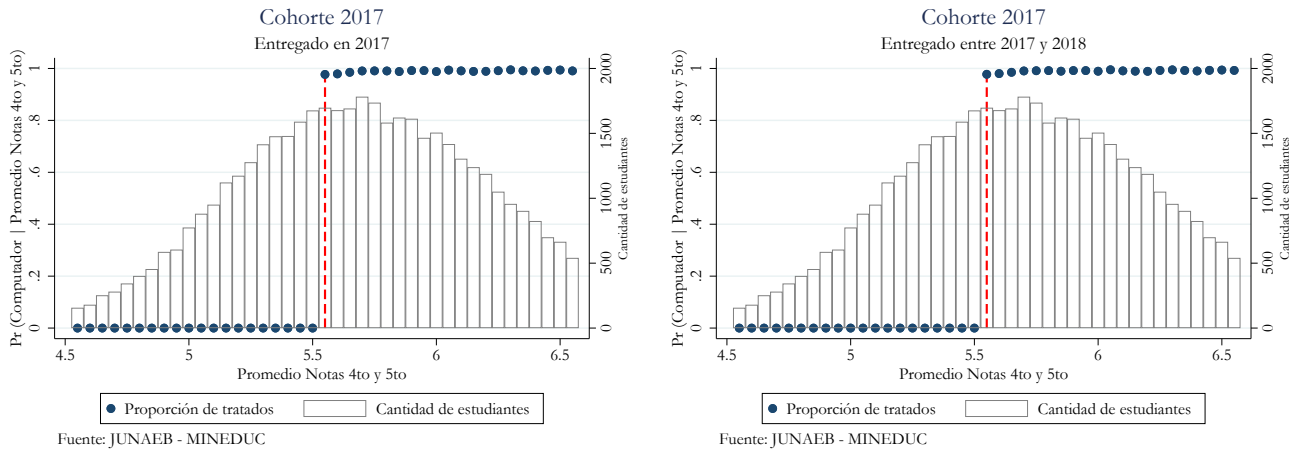 Cohorte 2017
Entregado en 2017
Pr (Computador | Promedio Notas 4to y 5to)
1
.8
.6
.4
.2
0
2000
1500
1000
500
0
Cantidad de estudiantes
4.5 5 5.5 6 6.5
Promedio Notas 4to y 5to
Proporción de tratados Cantidad de estudiantes
Fuente: JUNAEB - MINEDUC
Cohorte 2017
Entregado entre 2017 y 2018
Pr (Computador | Promedio Notas 4to y 5to)
1
.8
.6
.4
.2
0
2000
1500
1000
500
0
Cantidad de estudiantes
4.5 5 5.5 6 6.5
Promedio Notas 4to y 5to
Proporción de tratados Cantidad de estudiantes
Fuente: JUNAEB - MINEDUC